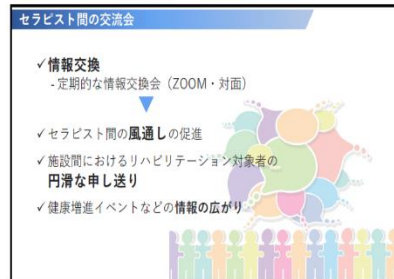 セラピスト間の交流会
✓情報交換
- 定期的な情報交換会（ZOOM・対面）
✓セラピスト間の風通しの促進
✓施設間におけるリハビリテーション対象者の
円滑な申し送り
✓健康増進イベントなどの情報の広がり